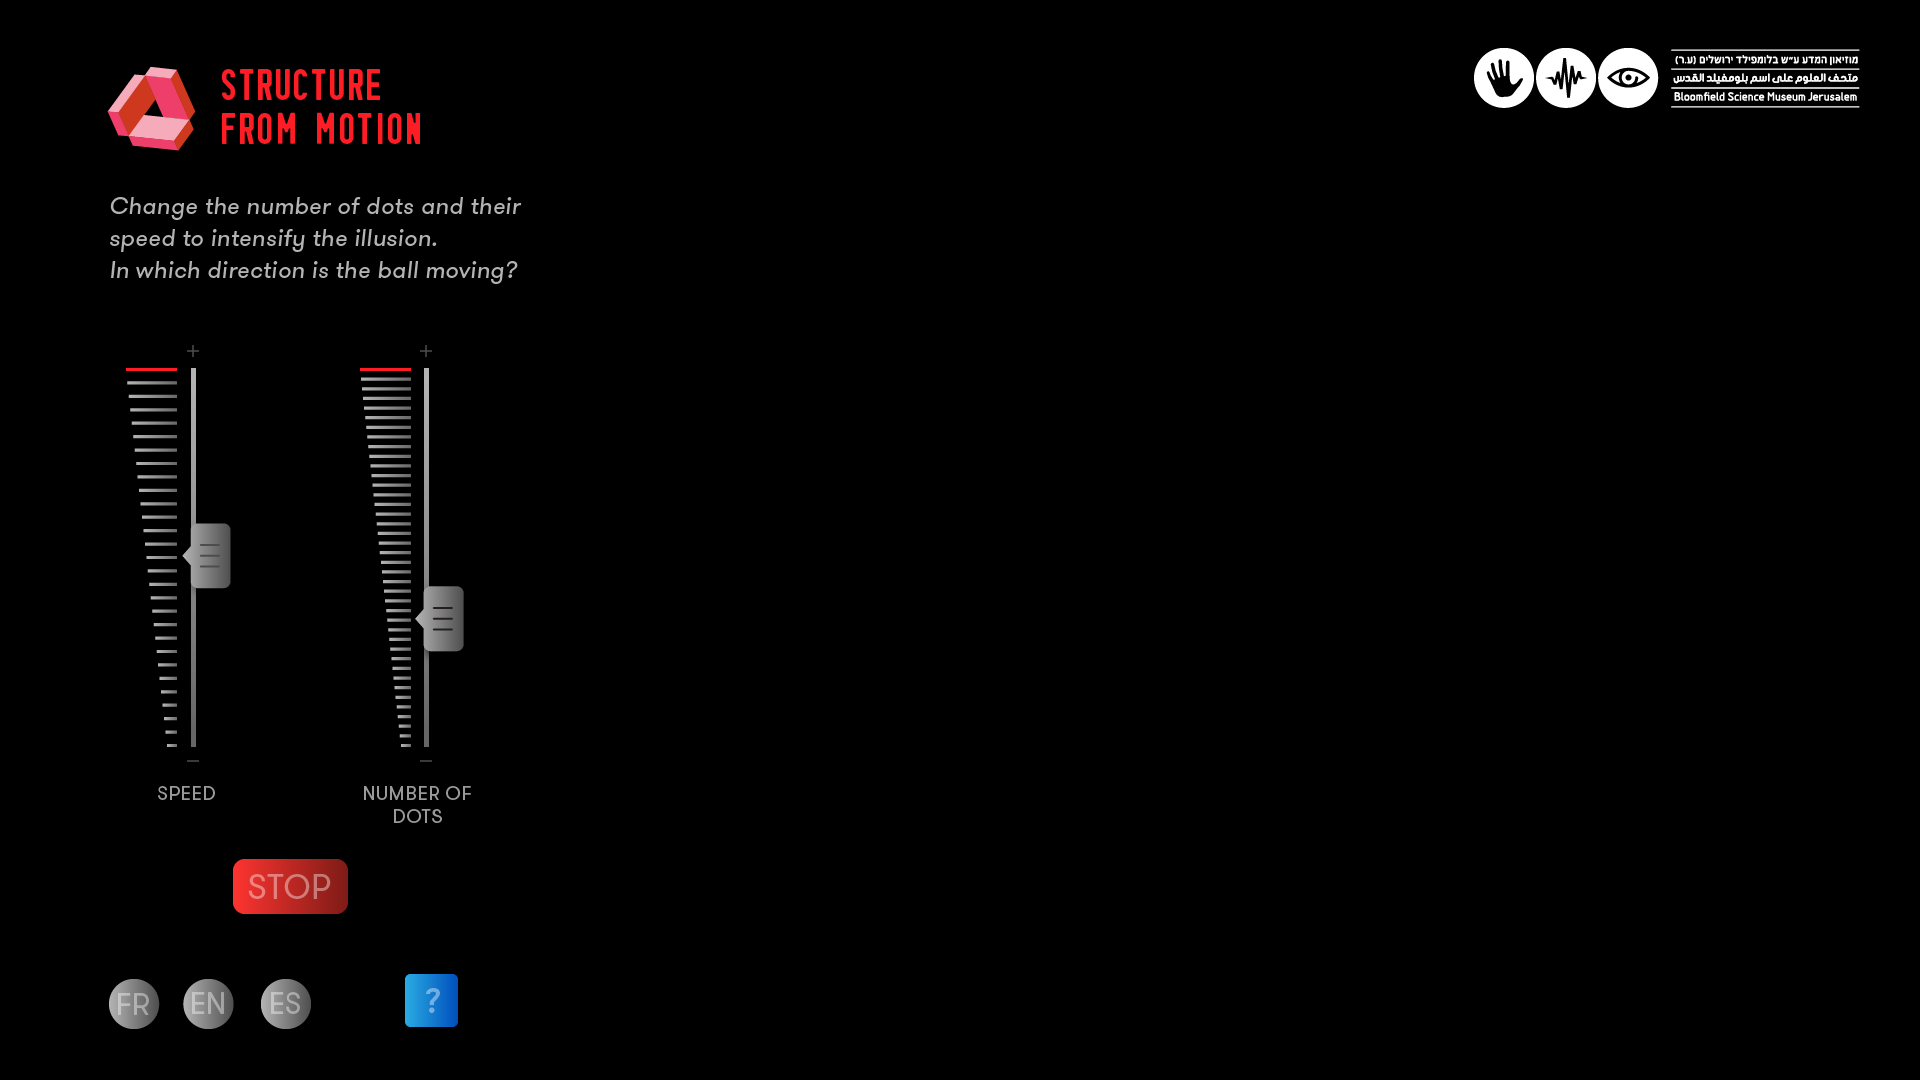 STRUCTURE
FROM MOTION
מוזיאון המדע ע״ש בלומפילד ירושלים (ע.ר)
متحف العلوم على اسم بلومفيلد القدس
Bloomfield Science Museum Jerusalem
Change the number of dots and their
speed to intensify the illusion.
In which direction is the ball moving?
+ +
– –
SPEED
NUMBER OF
DOTS
STOP
FR EN ES ?